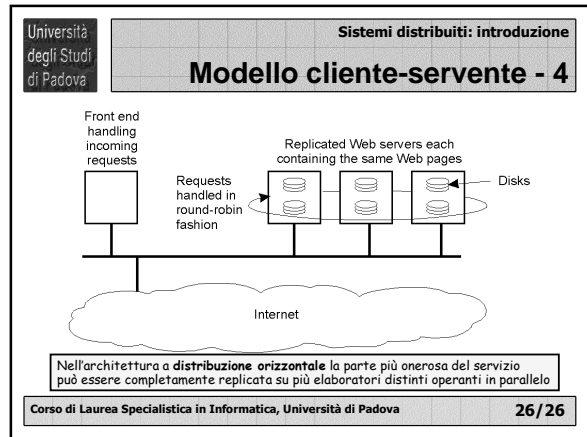 Università
degli Studi
di Padova
Sistemi distribuiti: introduzione
Modello cliente-servente - 4
Front end
handling
incoming
requests
Replicated Web servers each
containing the same Web pages
Requests
handled in
round-robin
fashion
Disks
Internet
Nell'architettura a distribuzione orizzontale la parte più onerosa del servizio
può essere completamente replicata su più elaboratori distinti operanti in parallelo
Corso di Laurea Specialistica in Informatica, Università di Padova
26/26